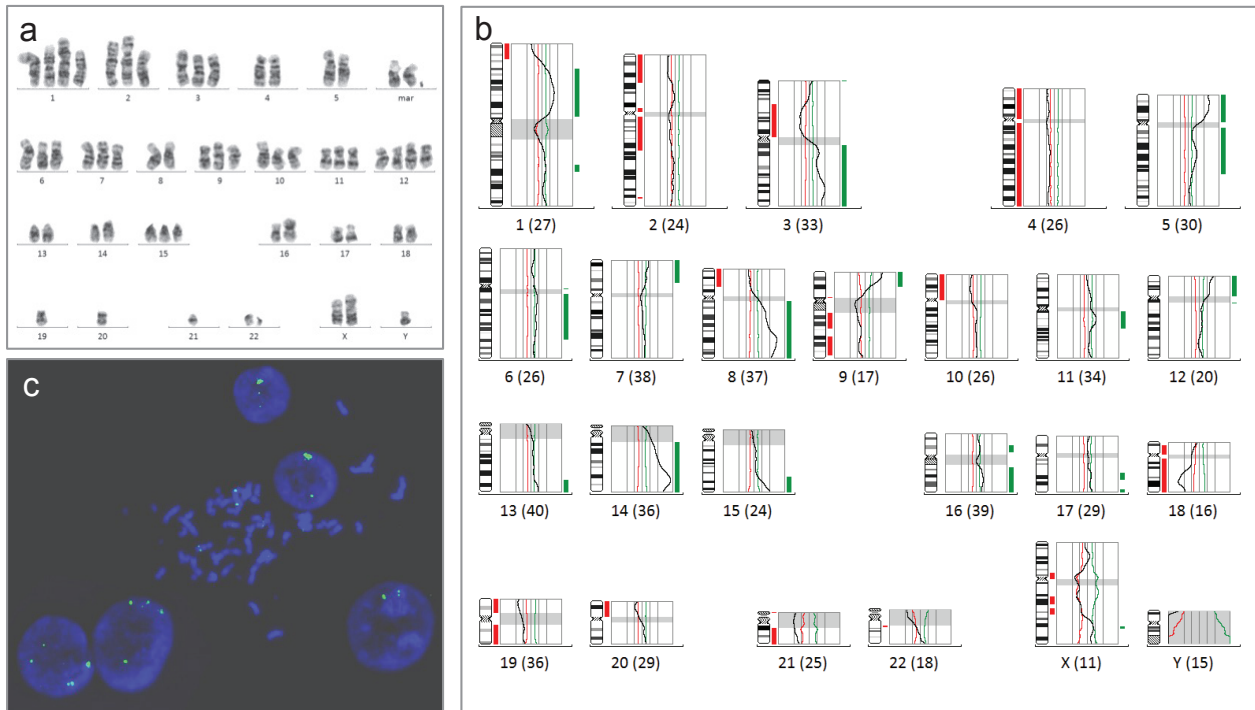 a
1 2 3 4 5 mar
6 7 8 9 10 11 12
13 14 15 16 17 18
19 20 21 22 X Y
b
1 (27) 2 (24) 3 (33) 4 (26) 5 (30)
6 (26) 7 (38) 8 (37) 9 (17) 10 (26) 11 (34) 12 (20)
13 (40) 14 (36) 15 (24) 16 (39) 17 (29) 18 (16)
19 (36) 20 (29) 21 (25) 22 (18) X (11) Y (15)
c